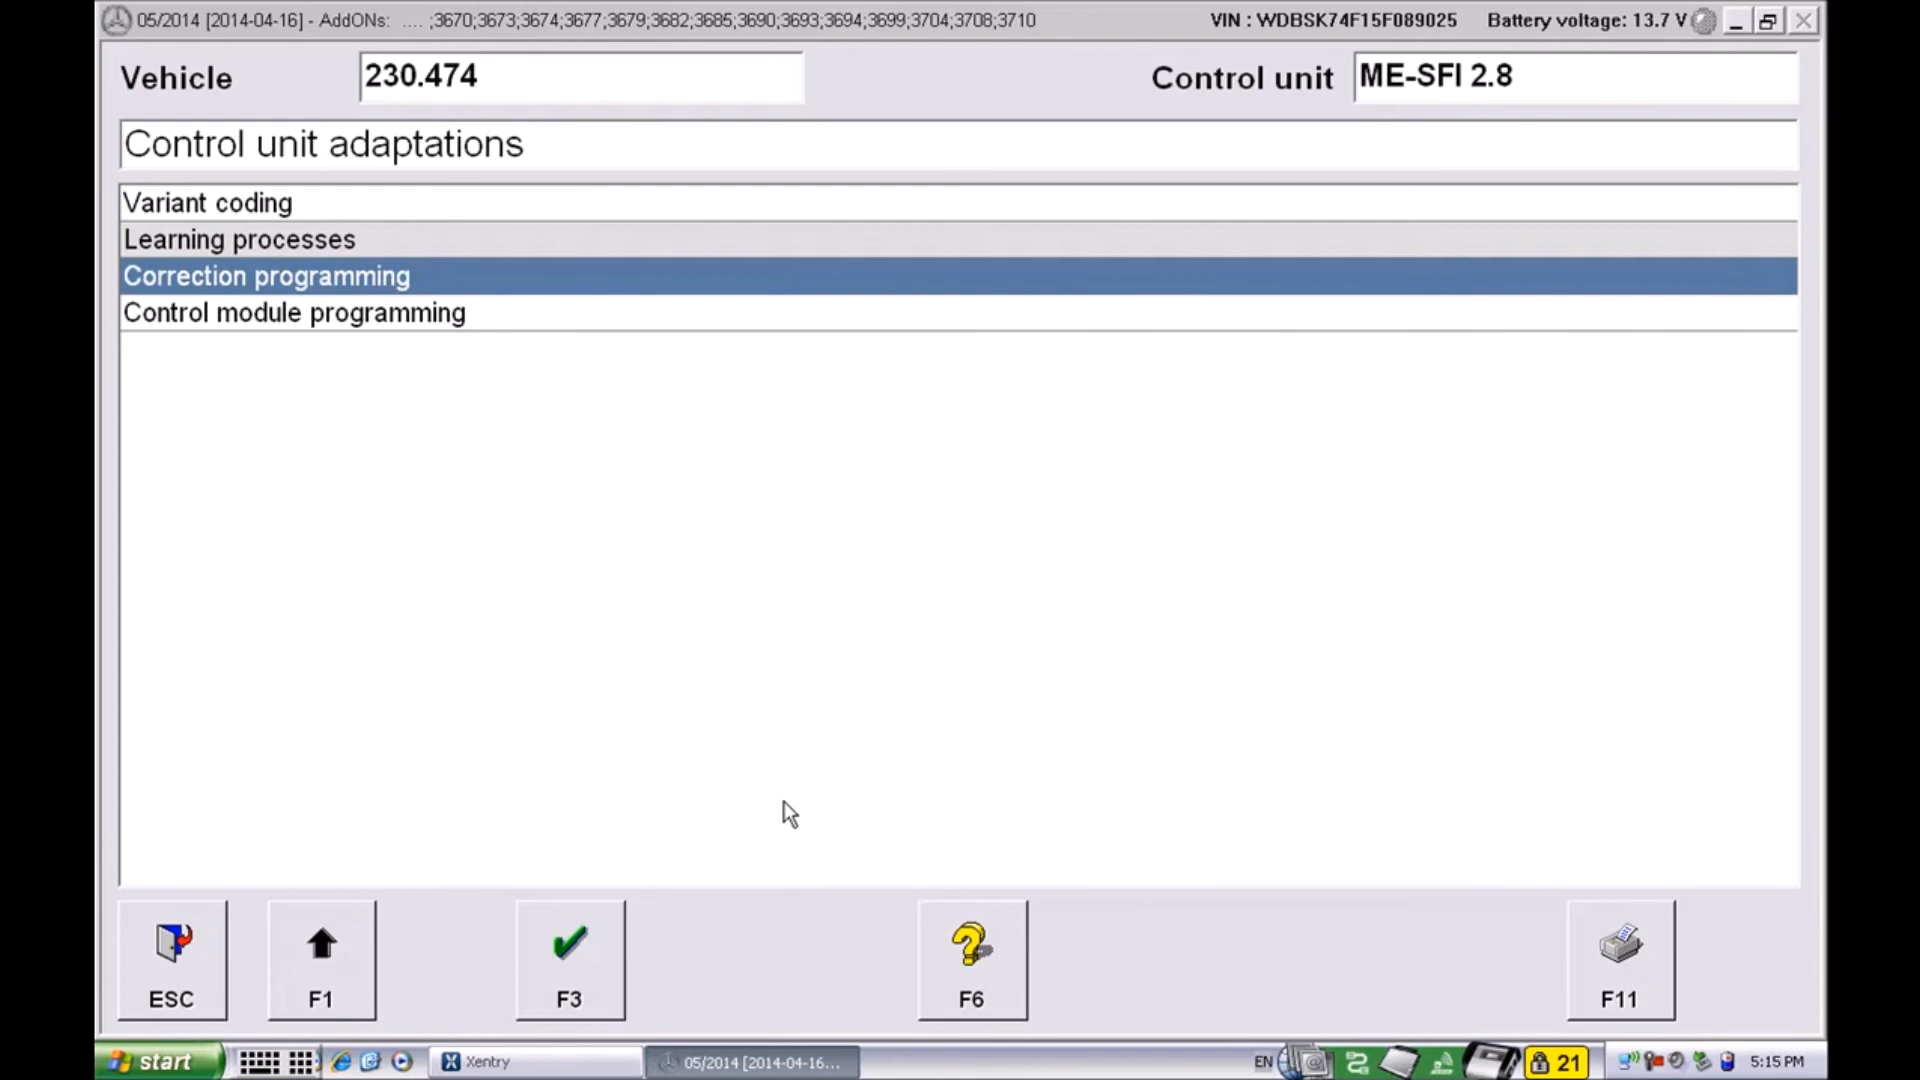 05/2014 [2014-04-16] - AddONs: .... ;3670;3673;3674;3677;3679;3682;3685;3690;3693;3694;3699;3704;3708;3710 VIN : WDBSK74F15F089025 Battery voltage: 13.7 V
Vehicle 230.474 Control unit ME-SFI 2.8
Control unit adaptations
Variant coding
Learning processes
Correction programming
Control module programming
ESC F1 F3 F6 F11
start Xentry 05/2014 [2014-04-16... EN 21 5:15 PM